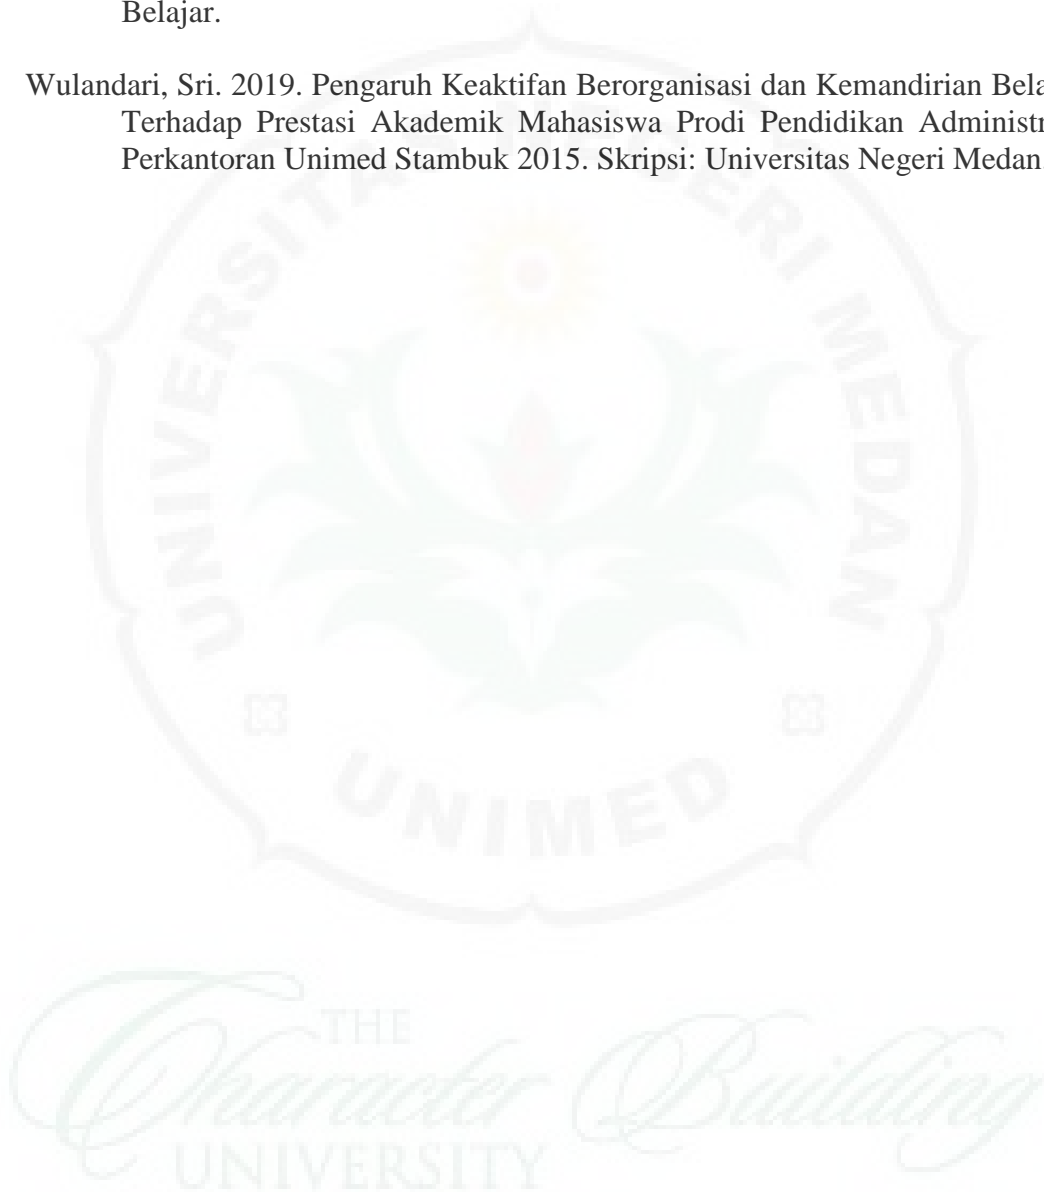 Belajar.
Wulandari, Sri. 2019. Pengaruh Keaktifan Berorganisasi dan Kemandirian Bela
Terhadap Prestasi Akademik Mahasiswa Prodi Pendidikan Administr
Perkantoran Unimed Stambuk 2015. Skripsi: Universitas Negeri Medan
UNIVERSITAS NEGERI MEDAN
UNIMED
THE
Character Building
UNIVERSITY